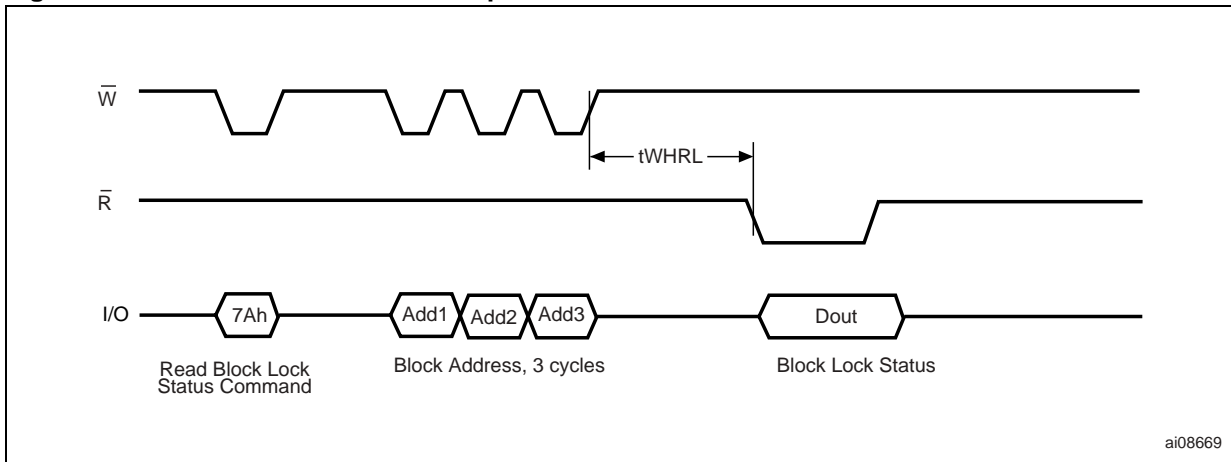 W̅
tWHRL
R̅
I/O
7Ah
Add1
Add2
Add3
Dout
Read Block Lock
Status Command
Block Address, 3 cycles
Block Lock Status
ai08669